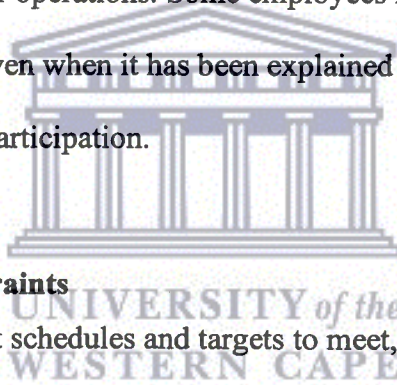 operations. Some employees
ven when it has been explained
articipation.
raints
UNIVERSITY of the
t schedules and targets to meet,
WESTERN CAPE